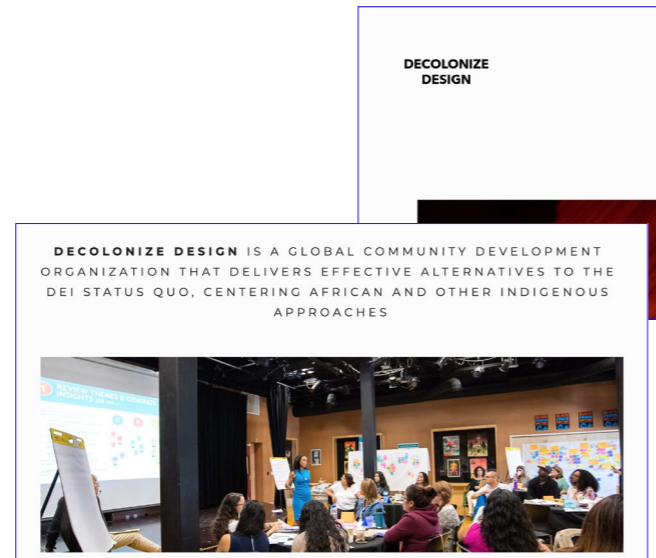 DECOLONIZE
DESIGN
DECOLONIZE DESIGN IS A GLOBAL COMMUNITY DEVELOPMENT
ORGANIZATION THAT DELIVERS EFFECTIVE ALTERNATIVES TO THE
DEI STATUS QUO, CENTERING AFRICAN AND OTHER INDIGENOUS
APPROACHES
1 REVIEW THEMES & GENERATE
INSIGHTS